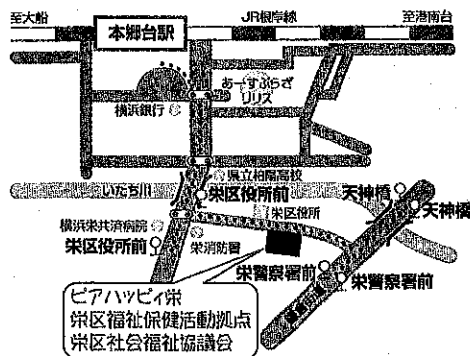 至大船
JR根岸線
至港南台
本郷台駅
あーすぷらざ
リリス
横浜銀行
県立柏陽高校
いたち川
栄区役所前
天神橋
天神橋
横浜栄共済病院
栄区役所
栄区役所前
栄消防署
栄警察署前
栄警察署前
ピアハッピィ栄
栄区福祉保健活動拠点
栄区社会福祉協議会